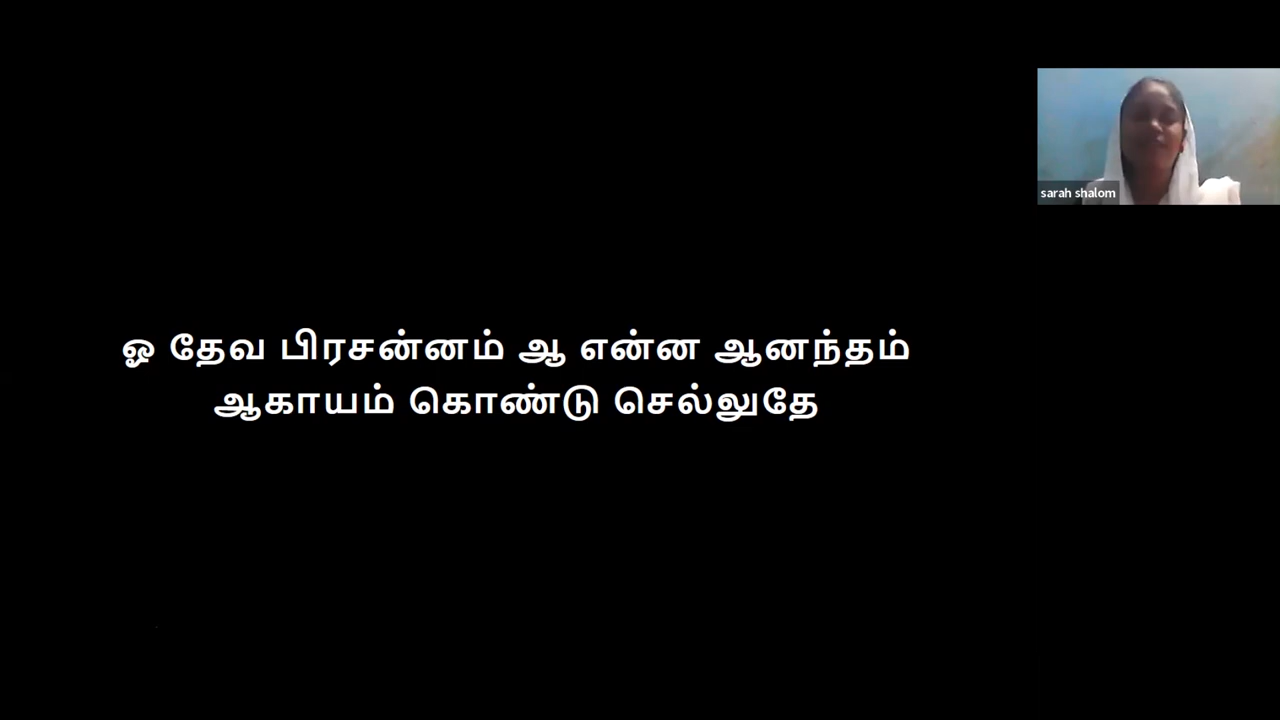 ஓ தேவ பிரசன்னம் ஆ என்ன ஆனந்தம்
ஆகாயம் கொண்டு செல்லுதே
sarah shalom